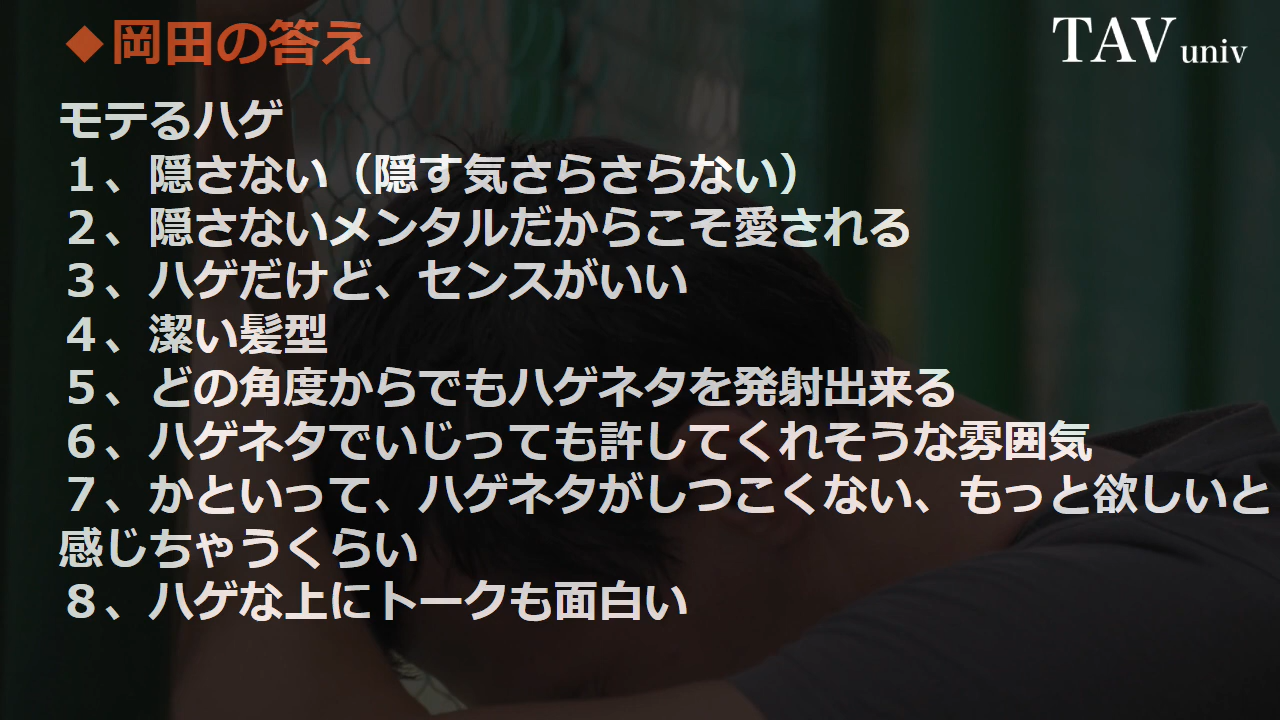 ◆岡田の答え
TAV univ
モテるハゲ
１、隠さない（隠す気さらさらない）
２、隠さないメンタルだからこそ愛される
３、ハゲだけど、センスがいい
４、潔い髪型
５、どの角度からでもハゲネタを発射出来る
６、ハゲネタでいじっても許してくれそうな雰囲気
７、かといって、ハゲネタがしつこくない、もっと欲しいと
感じちゃうくらい
８、ハゲな上にトークも面白い